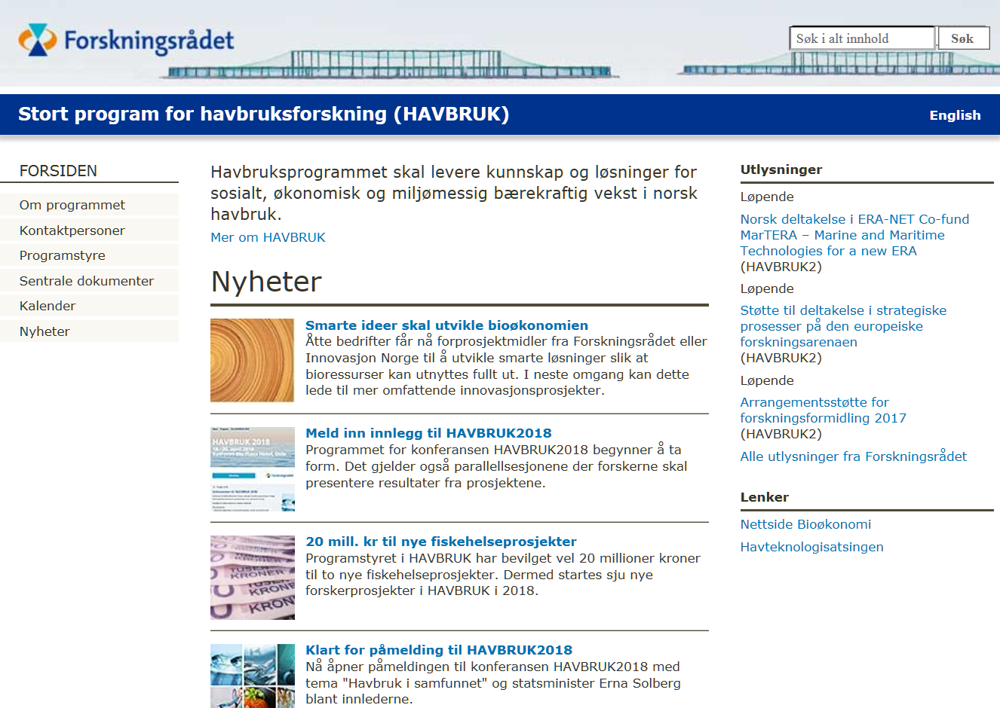 Forskningsrådet
Søk i alt innhold
Søk
Stort program for havbruksforskning (HAVBRUK)
English
FORSIDEN
Om programmet
Kontaktpersoner
Programstyre
Sentrale dokumenter
Kalender
Nyheter
Havbruksprogrammet skal levere kunnskap og løsninger for
sosialt, økonomisk og miljømessig bærekraftig vekst i norsk
havbruk.
Mer om HAVBRUK
Nyheter
Smarte ideer skal utvikle bioøkonomien
Åtte bedrifter får nå forprosjektmidler fra Forskningsrådet eller
Innovasjon Norge til å utvikle smarte løsninger slik at
bioressurser kan utnyttes fullt ut. I neste omgang kan dette
lede til mer omfattende innovasjonsprosjekter.
HAVBRUK 2018
Meld inn innlegg til HAVBRUK2018
Programmet for konferansen HAVBRUK2018 begynner å ta
form. Det gjelder også parallellsesjonene der forskerne skal
presentere resultater fra prosjektene.
TUSEN
KRONER
TUSEN
KRONE
KRON
20 mill. kr til nye fiskehelseprosjekter
Programstyret i HAVBRUK har bevilget vel 20 millioner kroner
til to nye fiskehelseprosjekter. Dermed startes sju nye
forskerprosjekter i HAVBRUK i 2018.
Klart for påmelding til HAVBRUK2018
Nå åpner påmeldingen til konferansen HAVBRUK2018 med
tema "Havbruk i samfunnet" og statsminister Erna Solberg
blant innlederne.
Utlysninger
Løpende
Norsk deltakelse i ERA-NET Co-fund
MarTERA – Marine and Maritime
Technologies for a new ERA
(HAVBRUK2)
Løpende
Støtte til deltakelse i strategiske
prosesser på den europeiske
forskningsarenaen
(HAVBRUK2)
Løpende
Arrangementsstøtte for
forskningsformidling 2017
(HAVBRUK2)
Alle utlysninger fra Forskningsrådet
Lenker
Nettside Bioøkonomi
Havteknologisatsingen